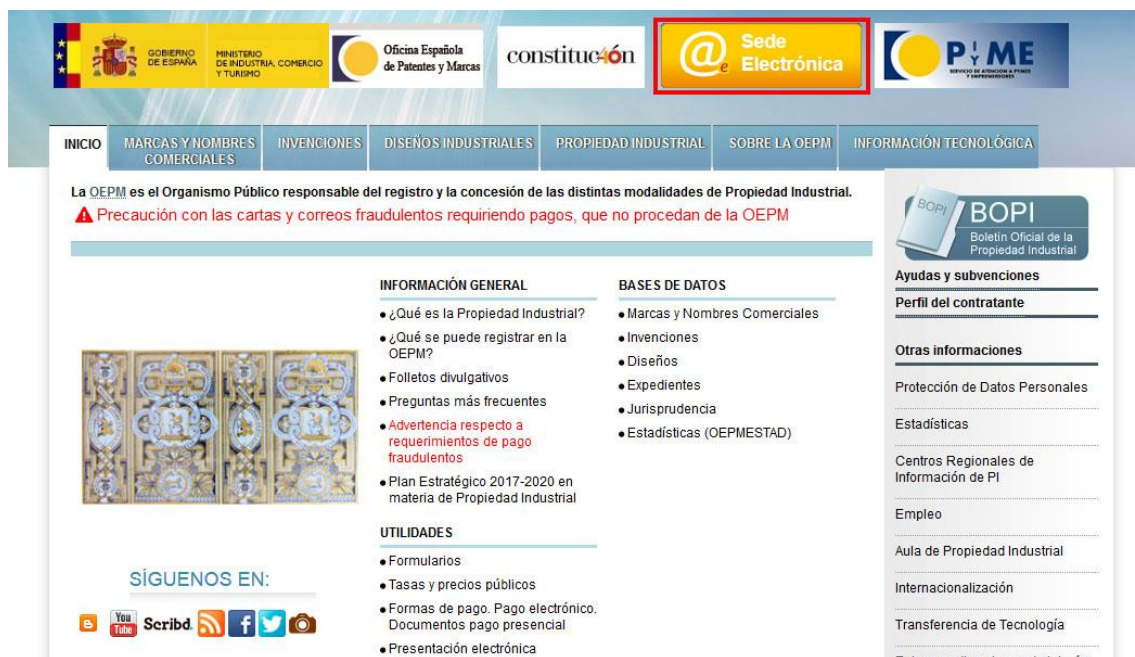 GOBIERNO
DE ESPAÑA
MINISTERIO
DE INDUSTRIA, COMERCIO
Y TURISMO
Oficina Española
de Patentes y Marcas
constituc40n
@e Sede
Electrónica
PYME
SERVICIO DE ATENCIÓN A PYMES
Y EMPRENDEDORES
INICIO
MARCAS Y NOMBRES
COMERCIALES
INVENCIONES
DISEÑOS INDUSTRIALES
PROPIEDAD INDUSTRIAL
SOBRE LA OEPM
INFORMACIÓN TECNOLÓGICA
La OEPM es el Organismo Público responsable del registro y la concesión de las distintas modalidades de Propiedad Industrial.
Precaución con las cartas y correos fraudulentos requiriendo pagos, que no procedan de la OEPM
INFORMACIÓN GENERAL
• ¿Qué es la Propiedad Industrial?
• ¿Qué se puede registrar en la
OEPM?
• Folletos divulgativos
• Preguntas más frecuentes
• Advertencia respecto a
requerimientos de pago
fraudulentos
• Plan Estratégico 2017-2020 en
materia de Propiedad Industrial
UTILIDADES
• Formularios
• Tasas y precios públicos
• Formas de pago. Pago electrónico.
Documentos pago presencial
• Presentación electrónica
BASES DE DATOS
• Marcas y Nombres Comerciales
• Invenciones
• Diseños
• Expedientes
• Jurisprudencia
• Estadísticas (OEPMESTAD)
SÍGUENOS EN:
You
Tube
Scribd.
BOPI
BOPI
Boletín Oficial de la
Propiedad Industrial
Ayudas y subvenciones
Perfil del contratante
Otras informaciones
Protección de Datos Personales
Estadísticas
Centros Regionales de
Información de PI
Empleo
Aula de Propiedad Industrial
Internacionalización
Transferencia de Tecnología